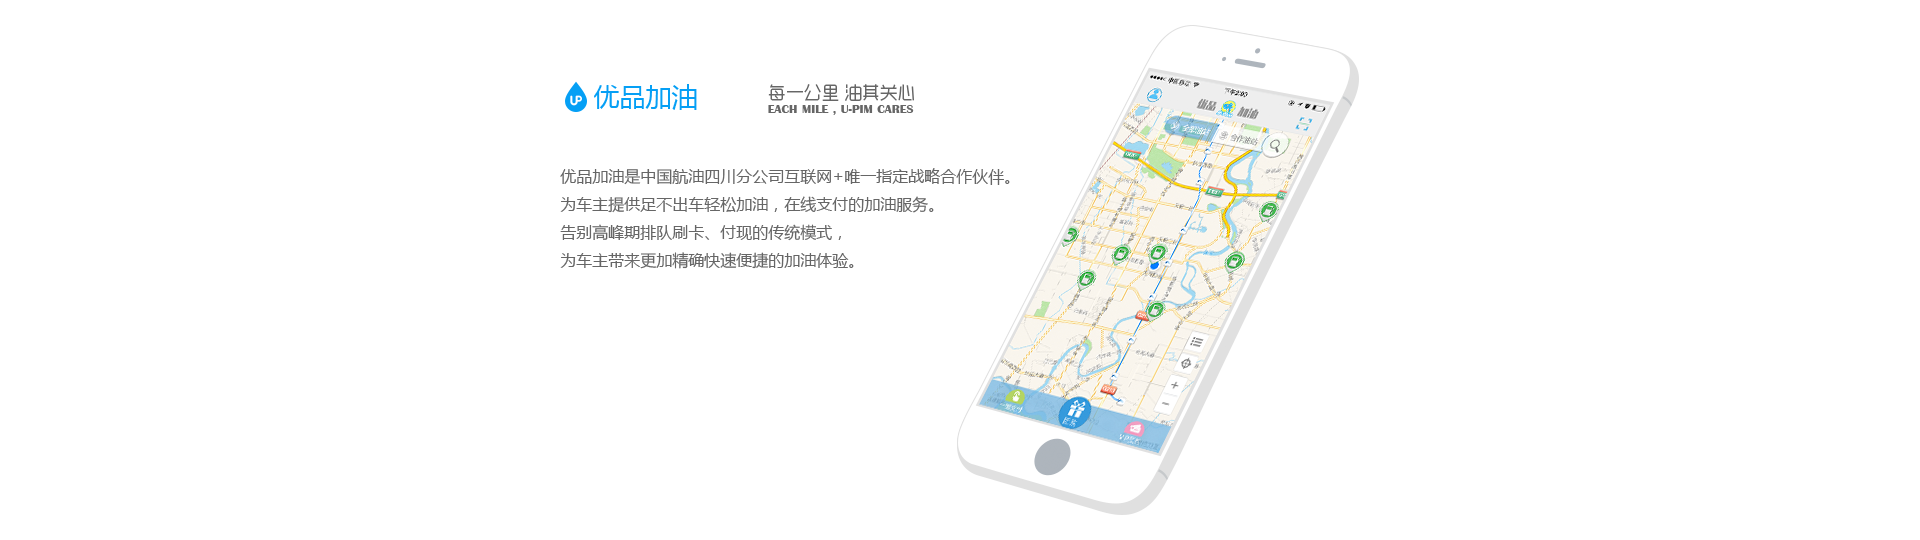 UP 优品加油
每一公里 油其关心
EACH MILE , U-PIM CARES
优品加油是中国航油四川分公司互联网+唯一指定战略合作伙伴。
为车主提供足不出车轻松加油，在线支付的加油服务。
告别高峰期排队刷卡、付现的传统模式，
为车主带来更加精确快速便捷的加油体验。
下午2:00
优品 加油
全部油站 合作油站